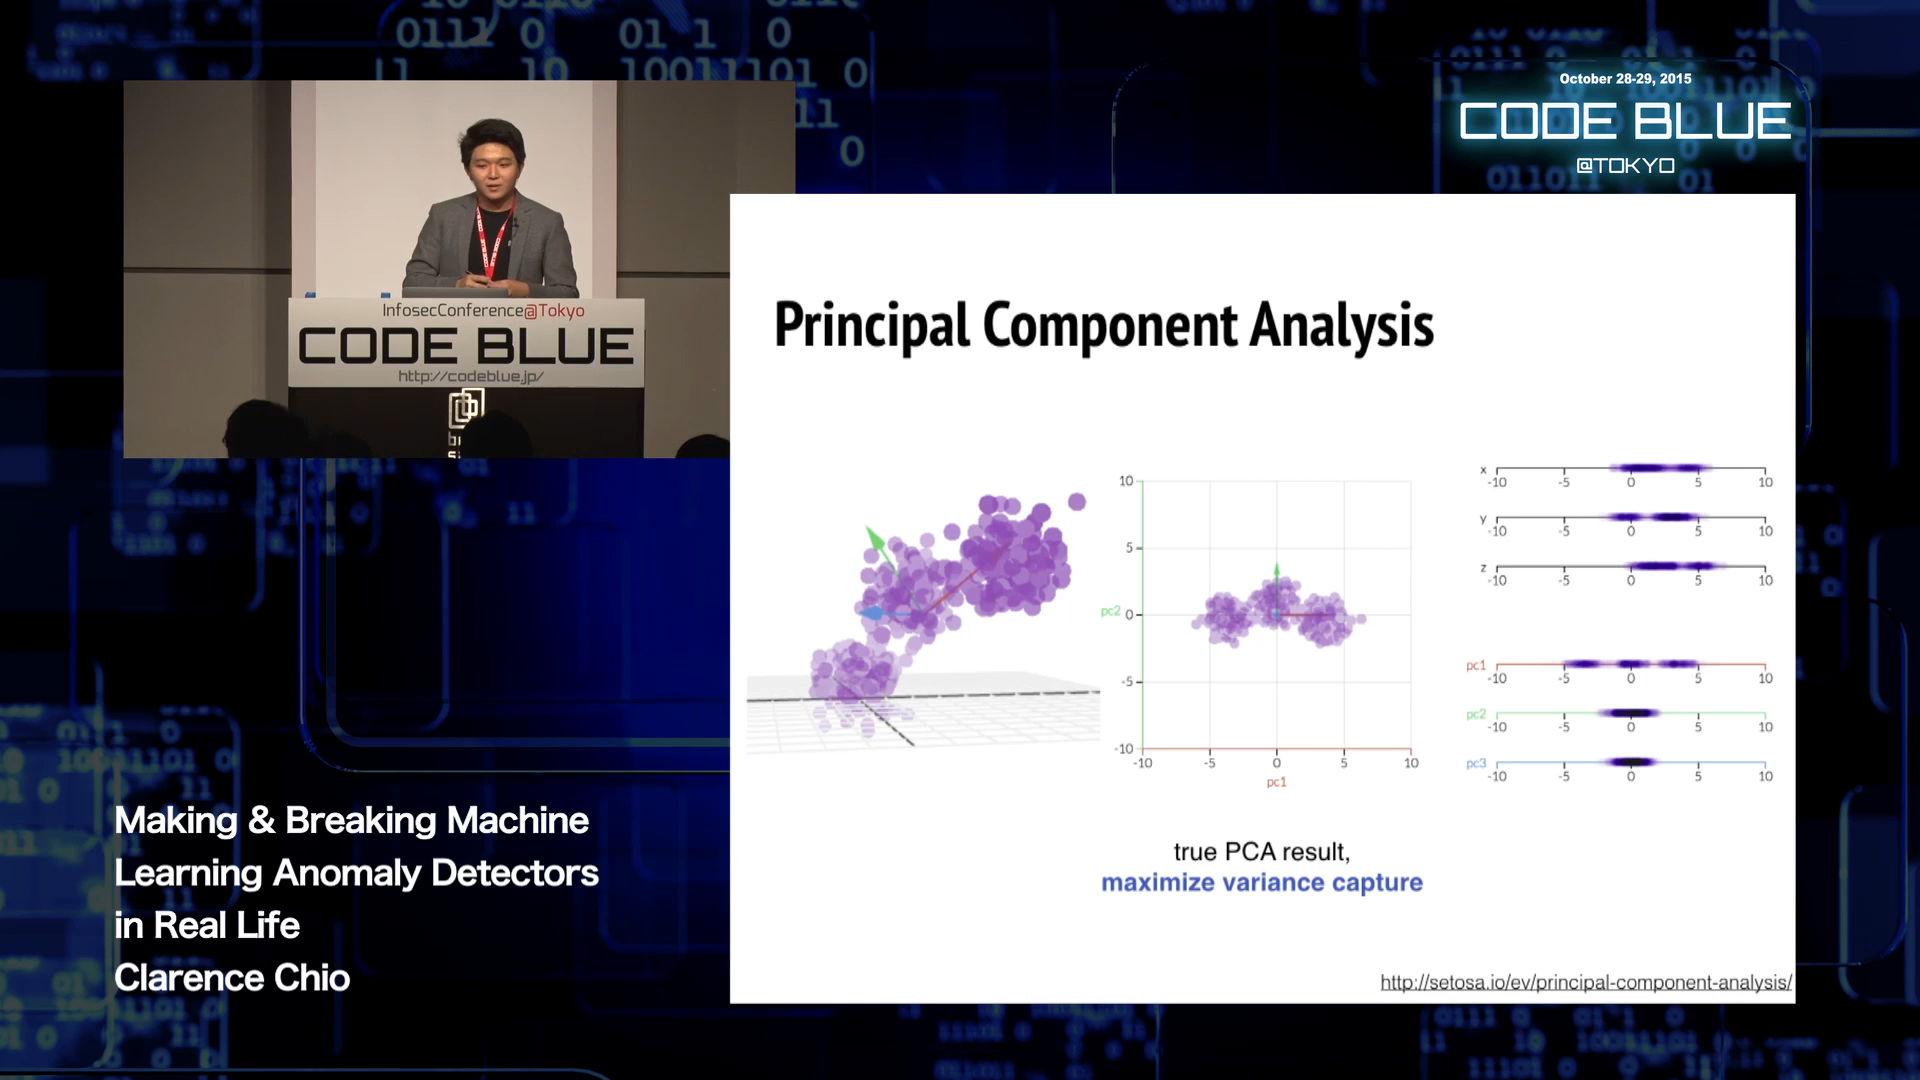 October 28-29, 2015
CODE BLUE
@TOKYO
InfosecConference@Tokyo
CODE BLUE
http://codeblue.jp/
Principal Component Analysis
10
5
pc2 0
-5
-10
-10 -5 0 5 10
pc1
x
-10 -5 0 5 10
y
-10 -5 0 5 10
z
-10 -5 0 5 10
pc1
-10 -5 0 5 10
pc2
-10 -5 0 5 10
pc3
-10 -5 0 5 10
true PCA result,
maximize variance capture
http://setosa.io/ev/principal-component-analysis/
Making & Breaking Machine
Learning Anomaly Detectors
in Real Life
Clarence Chio